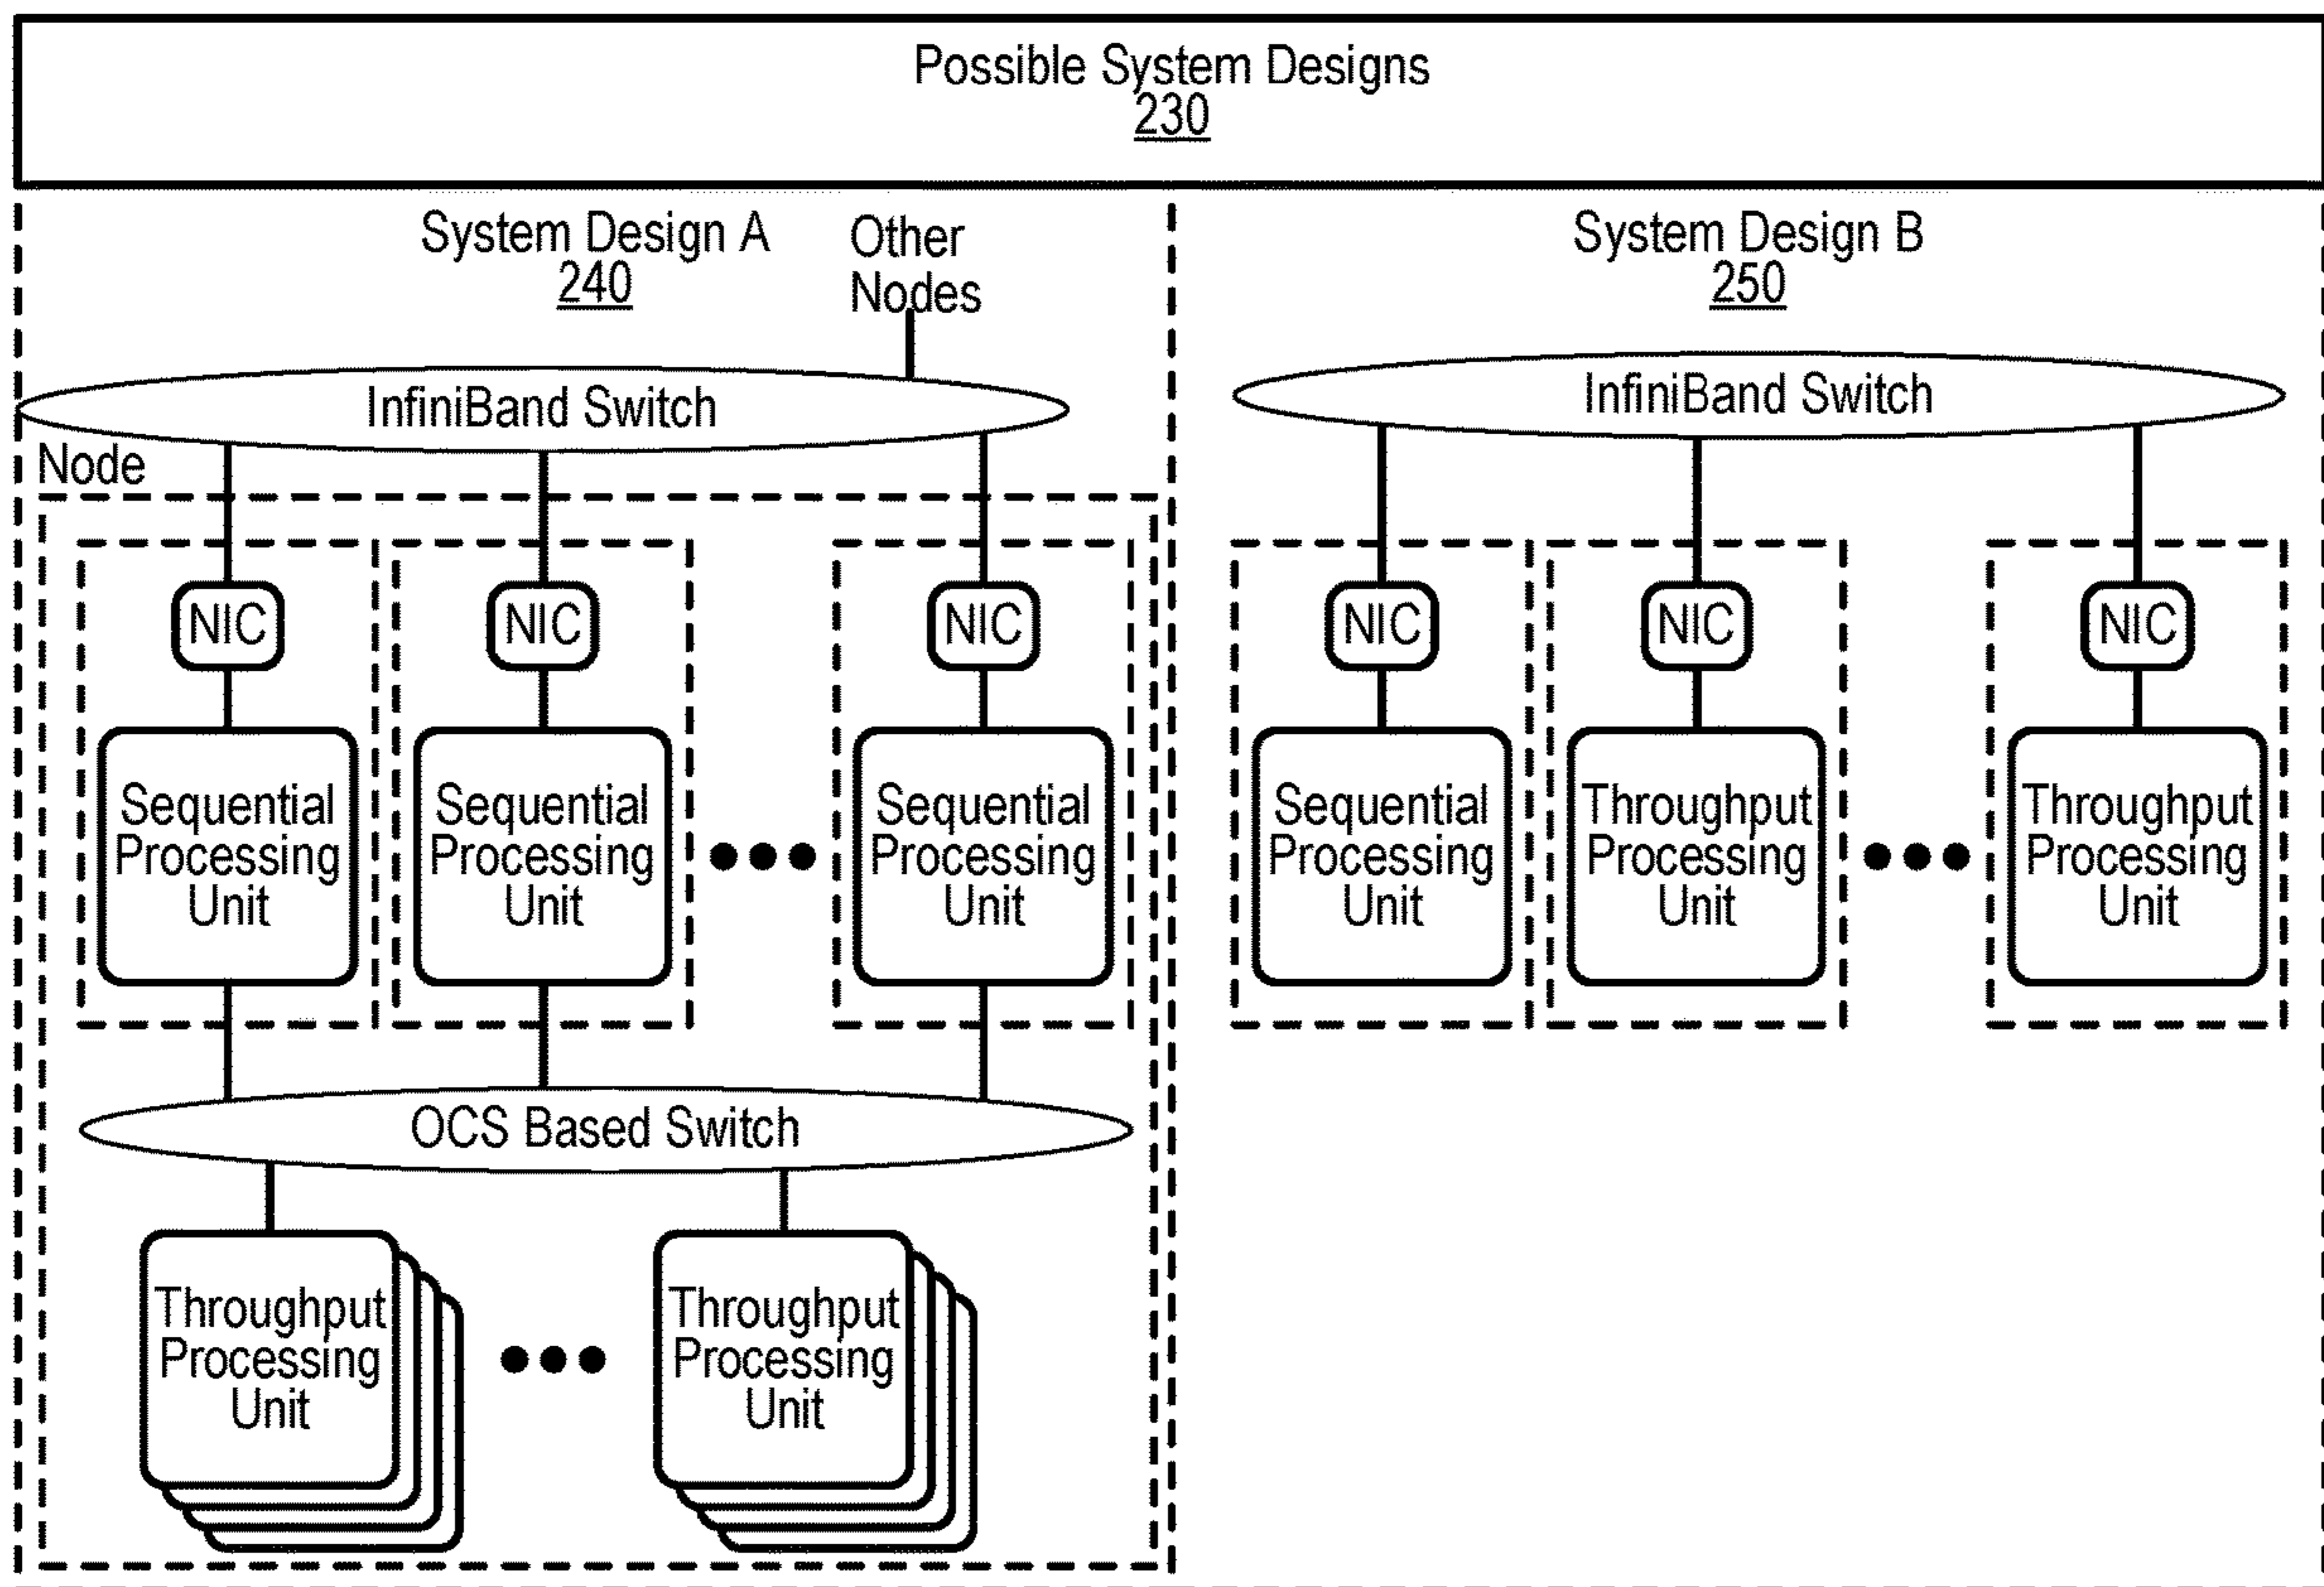 Possible System Designs
230
System Design A
240
Other
Nodes
InfiniBand Switch
Node
NIC
NIC
NIC
Sequential
Processing
Unit
Sequential
Processing
Unit
Sequential
Processing
Unit
OCS Based Switch
Throughput
Processing
Unit
Throughput
Processing
Unit
System Design B
250
InfiniBand Switch
NIC
NIC
NIC
Sequential
Processing
Unit
Throughput
Processing
Unit
Throughput
Processing
Unit